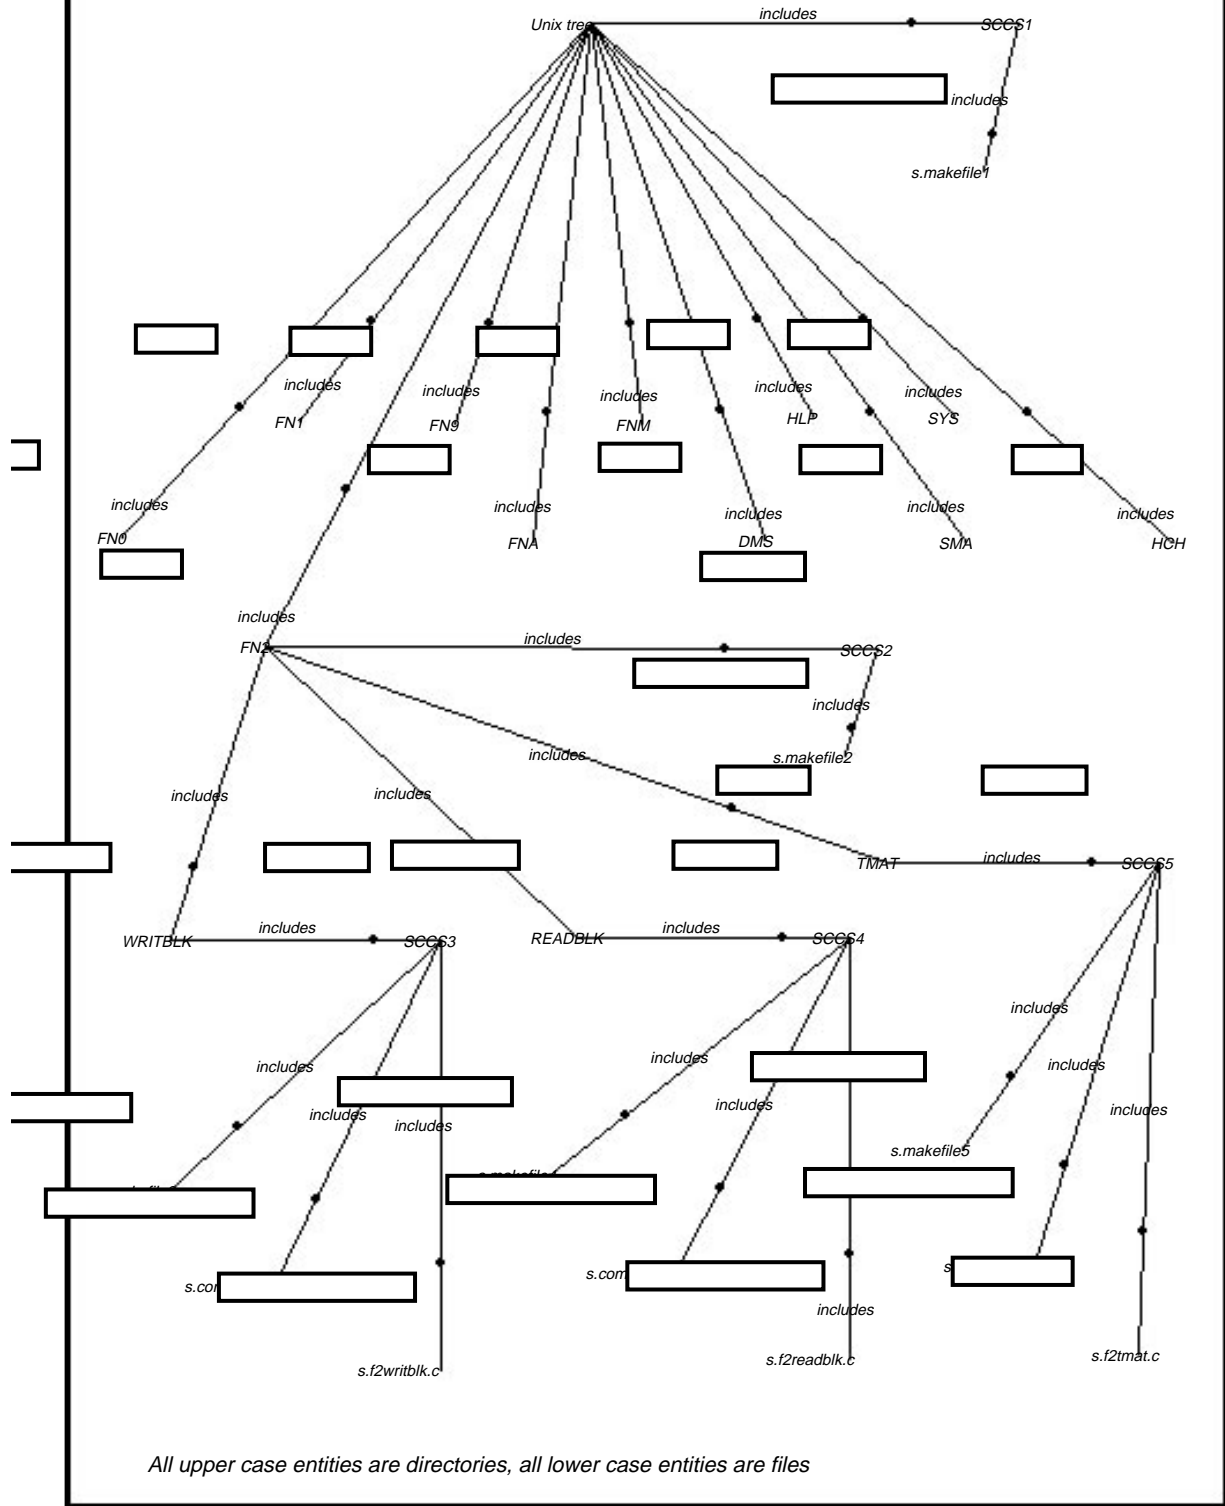 includes
Unix tree
SCCS1
includes
s.makefile1
includes
includes
includes
includes
includes
includes
FN1
FN9
FNM
HLP
SYS
includes
includes
includes
includes
includes
FN0
FNA
DMS
SMA
HCH
includes
FN2
includes
SCCS2
includes
s.makefile2
includes
includes
includes
TMAT
includes
SCCS5
WRITBLK
includes
SCCS3
READBLK
includes
SCCS4
includes
includes
includes
includes
includes
includes
includes
includes
includes
s.makefile5
s.com
includes
s.f2writblk.c
s.f2readblk.c
s.f2tmat.c
All upper case entities are directories, all lower case entities are files